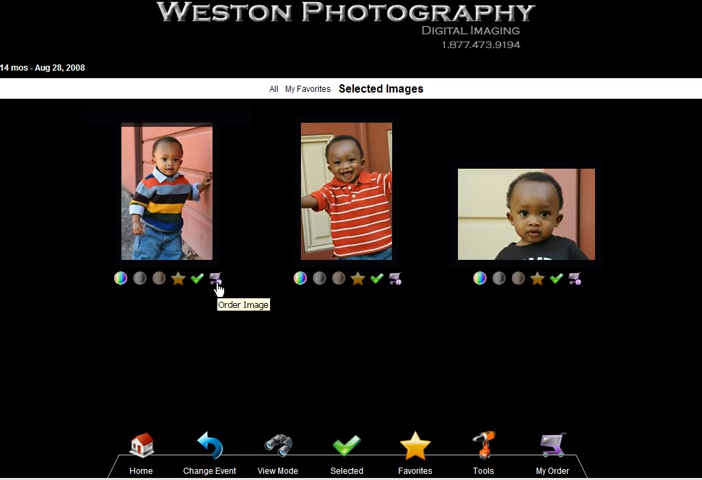 WESTON PHOTOGRAPHY
DIGITAL IMAGING
1.877.473.9194
14 mos - Aug 28, 2008
All My Favorites Selected Images
Order Image
Home Change Event View Mode Selected Favorites Tools My Order